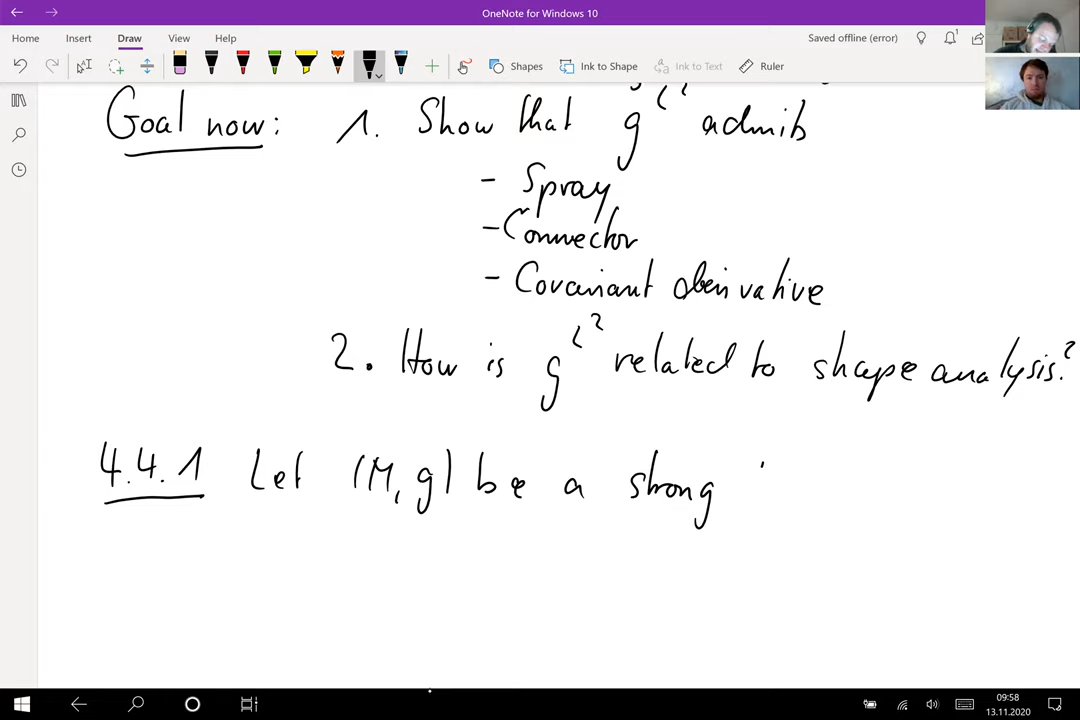 OneNote for Windows 10
Home Insert Draw View Help Saved offline (error)
Shapes Ink to Shape Ink to Text Ruler
Goal now: 1. Show that g^{L^2} admits
- Spray
- Connector
- Covariant derivative
2. How is g^{L^2} related to shape analysis?
4.4.1 Let (M, g) be a strong
09:58
13.11.2020